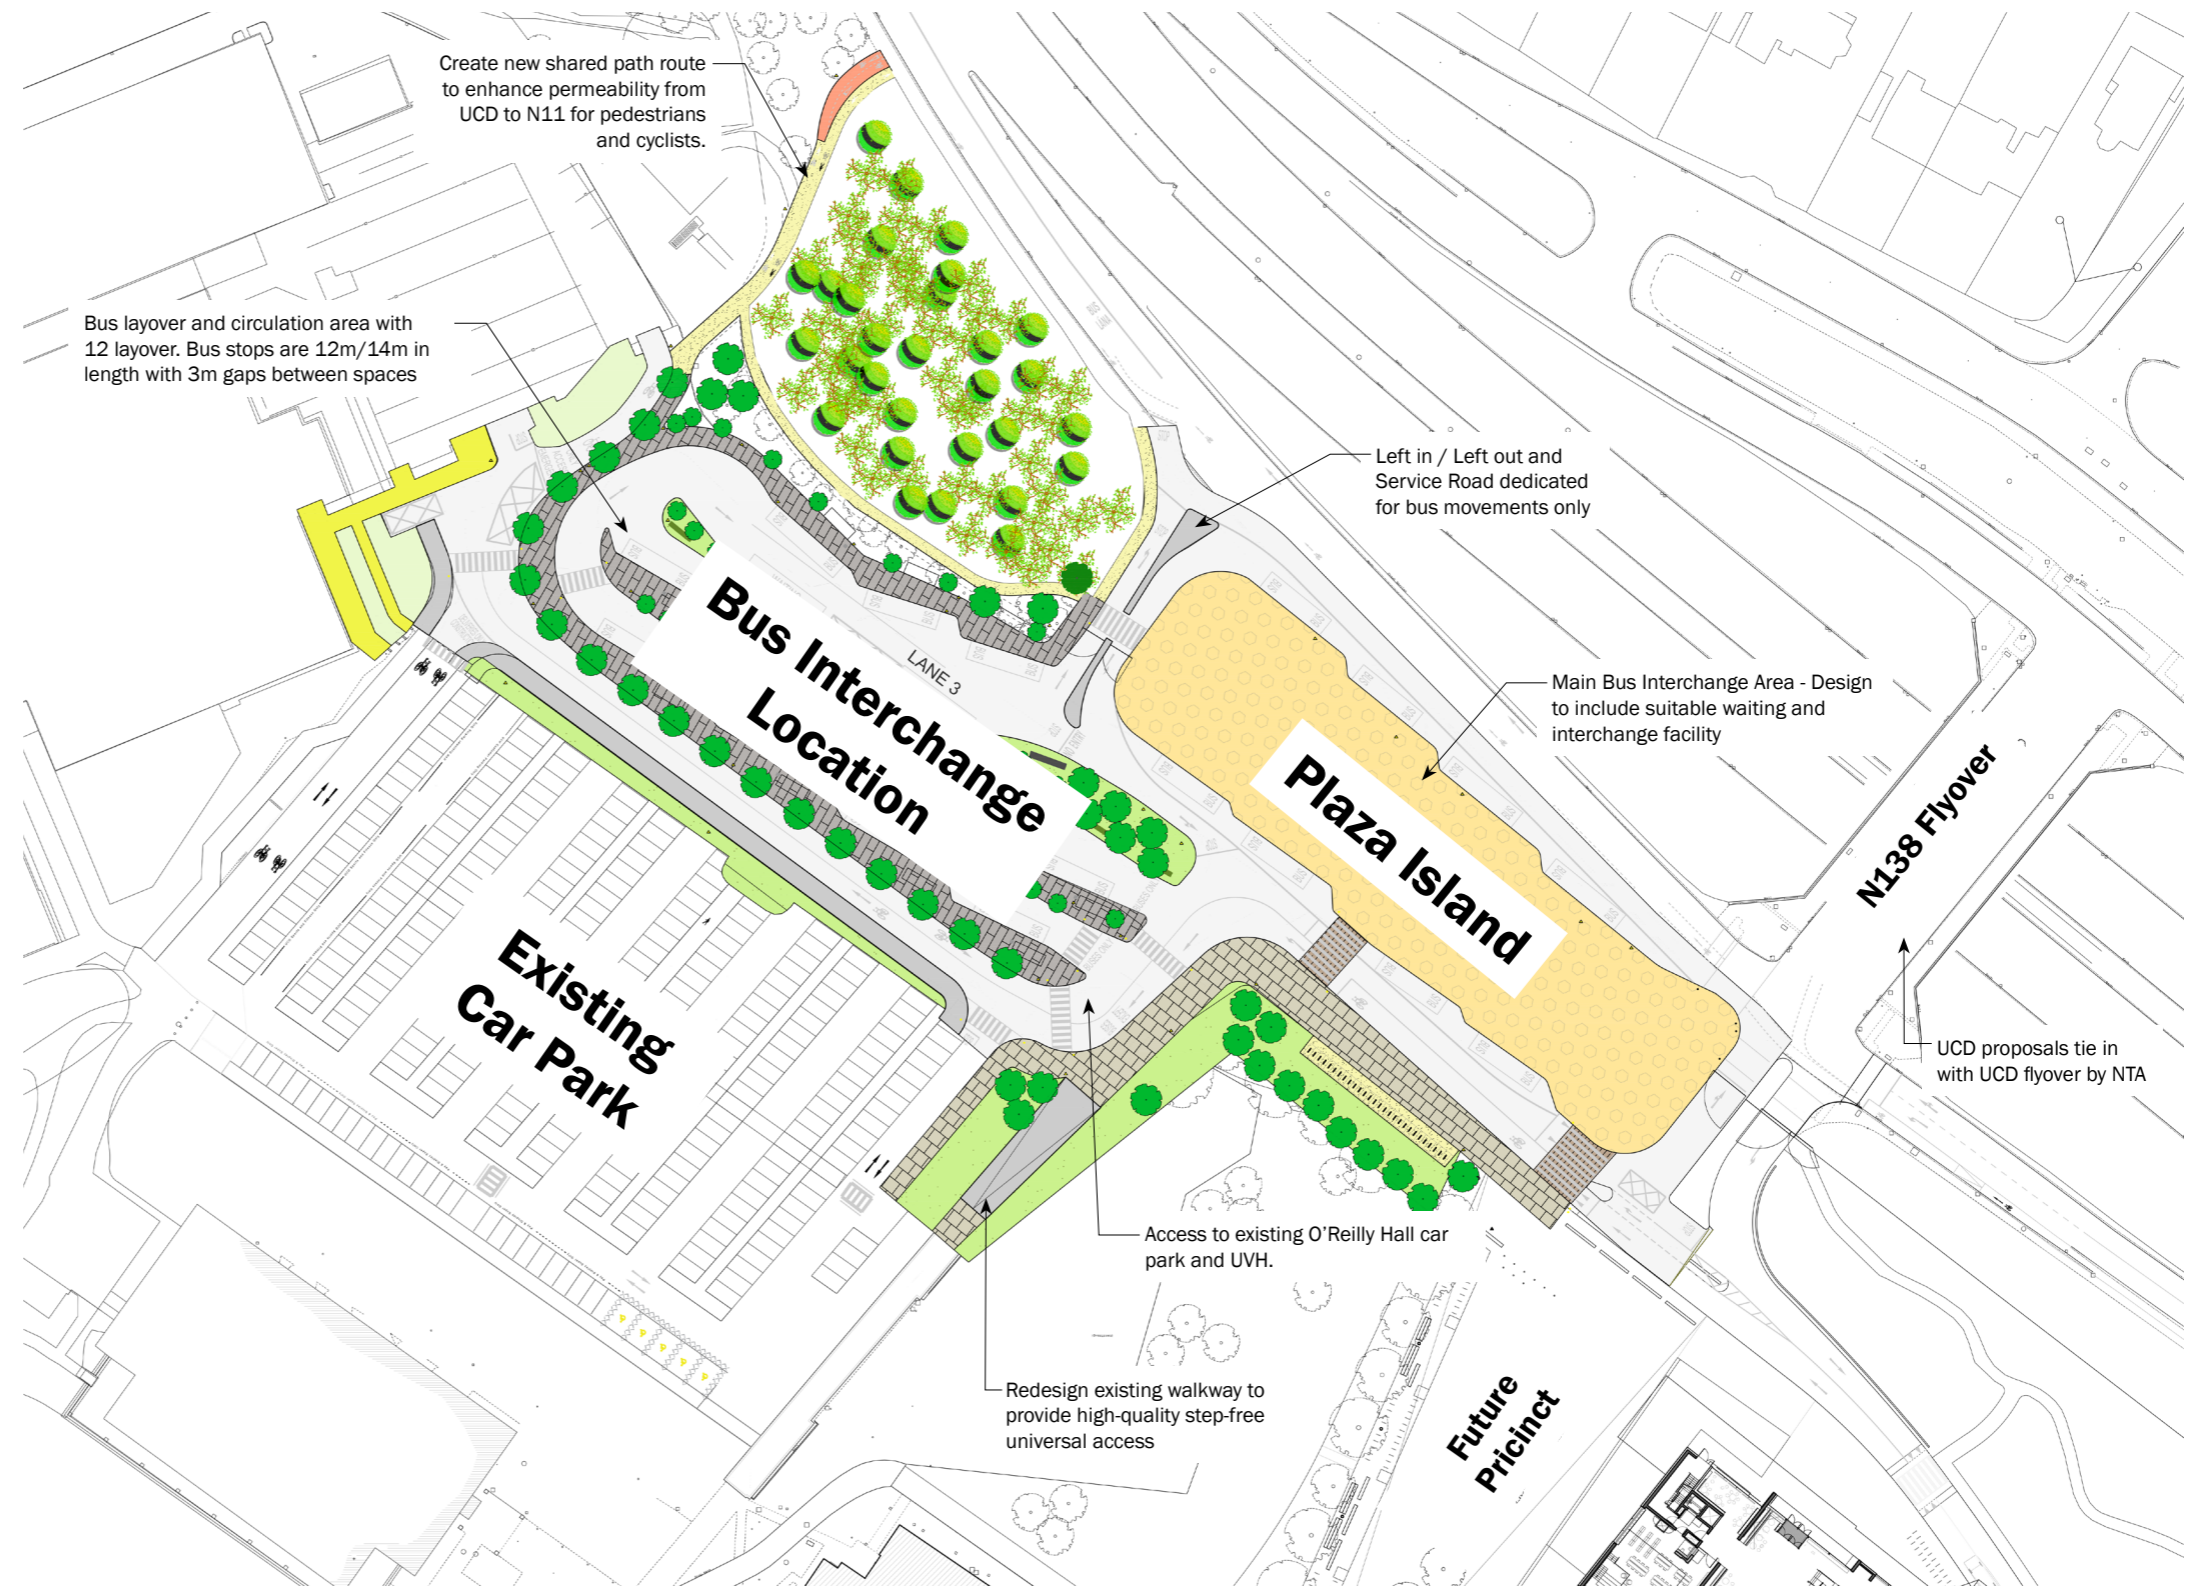 Create new shared path route
to enhance permeability from
UCD to N11 for pedestrians
and cyclists.
Bus layover and circulation area with
12 layover. Bus stops are 12m/14m in
length with 3m gaps between spaces
Left in / Left out and
Service Road dedicated
for bus movements only
Bus Interchange
Location
LANE 3
Main Bus Interchange Area - Design
to include suitable waiting and
interchange facility
Plaza Island
N138 Flyover
Existing
Car Park
UCD proposals tie in
with UCD flyover by NTA
Access to existing O'Reilly Hall car
park and UVH.
Redesign existing walkway to
provide high-quality step-free
universal access
Future
Pricinct